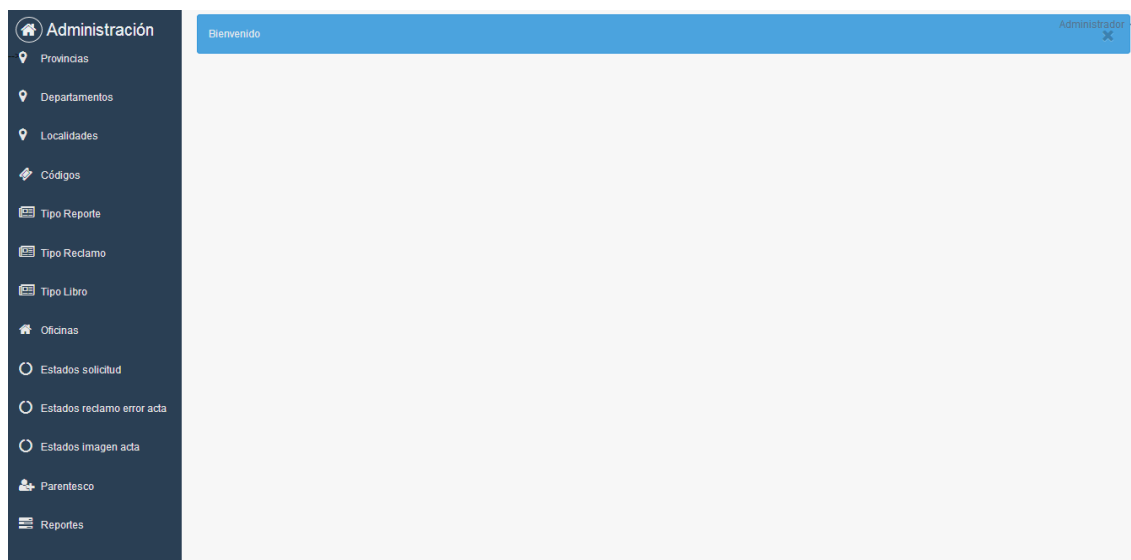 Administración
Provincias
Departamentos
Localidades
Códigos
Tipo Reporte
Tipo Reclamo
Tipo Libro
Oficinas
Estados solicitud
Estados reclamo error acta
Estados imagen acta
Parentesco
Reportes
Bienvenido
Administrador